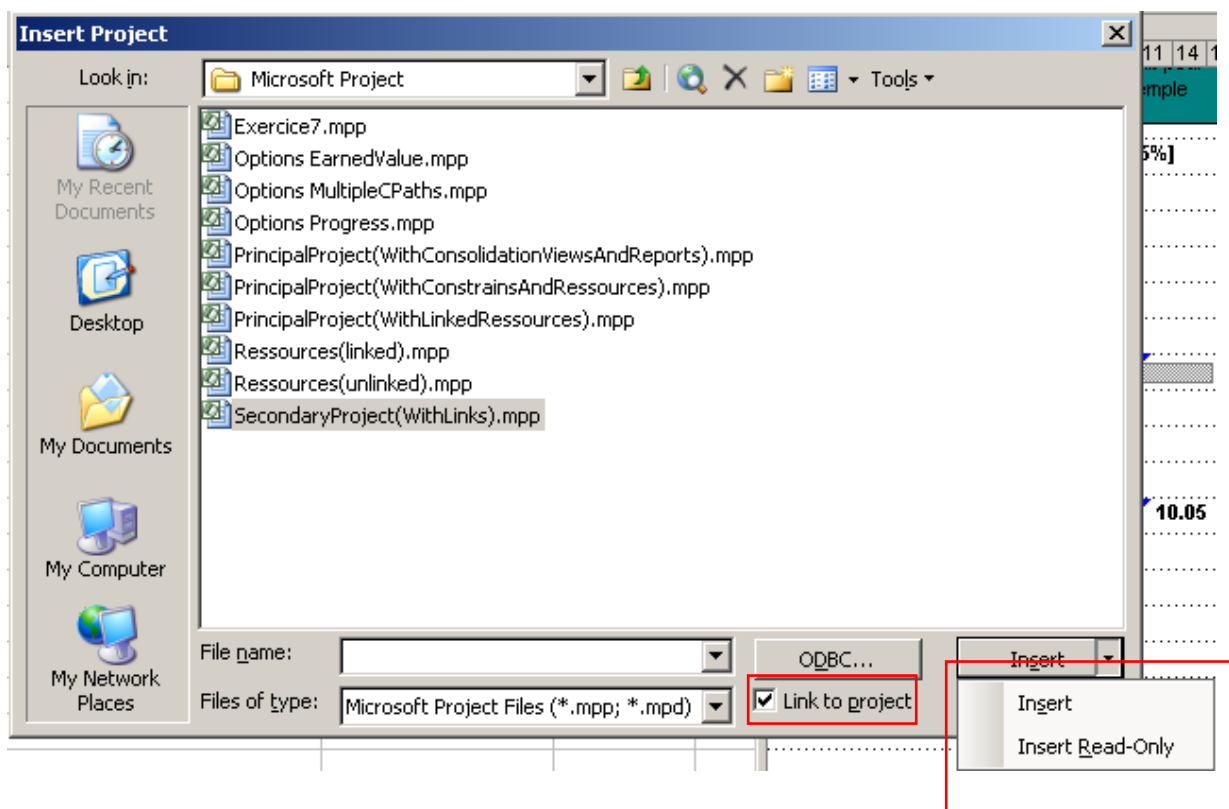 Insert Project
11 14 1
Look in:
Microsoft Project
Tools
emple
Exercice7.mpp
Options EarnedValue.mpp
5%]
My Recent
Documents
Options MultipleCPaths.mpp
Options Progress.mpp
PrincipalProject(WithConsolidationViewsAndReports).mpp
PrincipalProject(WithConstrainsAndRessources).mpp
Desktop
PrincipalProject(WithLinkedRessources).mpp
Ressources(linked).mpp
Ressources(unlinked).mpp
SecondaryProject(WithLinks).mpp
My Documents
10.05
My Computer
My Network
Places
File name:
ODBC...
Insert
Files of type:
Microsoft Project Files (*.mpp; *.mpd)
Link to project
Insert
Insert Read-Only